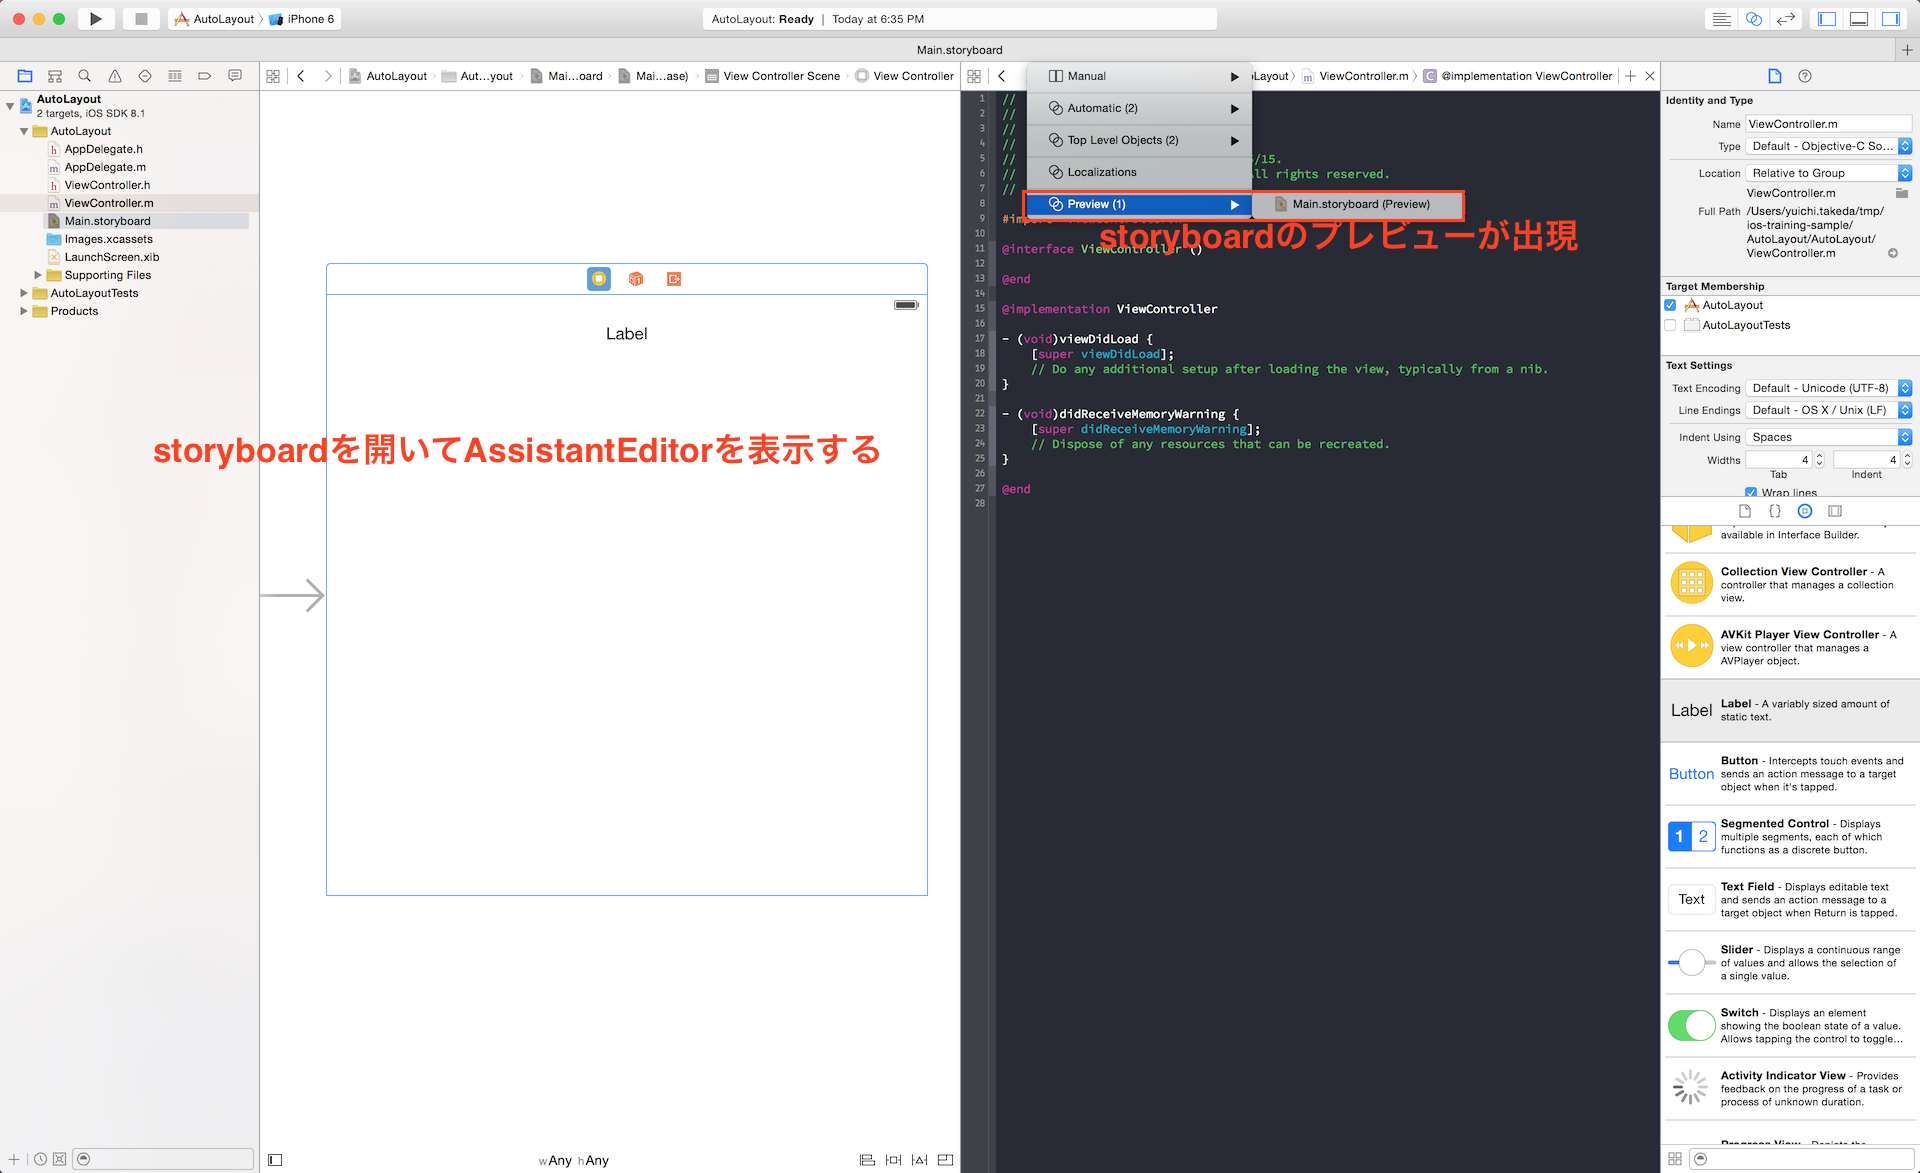 AutoLayout 〉 iPhone 6
AutoLayout: Ready | Today at 6:35 PM
Main.storyboard
AutoLayout
2 targets, iOS SDK 8.1
AutoLayout
AppDelegate.h
AppDelegate.m
ViewController.h
ViewController.m
Main.storyboard
Images.xcassets
LaunchScreen.xib
Supporting Files
AutoLayoutTests
Products
AutoLayout 〉 Aut...yout 〉 Mai...oard 〉 Mai...ase) 〉 View Controller Scene 〉 View Controller
Label
storyboardを開いてAssistantEditorを表示する
wAny hAny
Layout 〉 ViewController.m 〉 @implementation ViewController
Manual
Automatic (2)
Top Level Objects (2)
Localizations
Preview (1)
Main.storyboard (Preview)
storyboardのプレビューが出現
1 //
2 //
3 //
4 //
5 // /15.
6 // ll rights reserved.
7 //
8
9
10
11 @interface ViewController ()
12
13 @end
14
15 @implementation ViewController
16
17 - (void)viewDidLoad {
18 [super viewDidLoad];
19 // Do any additional setup after loading the view, typically from a nib.
20 }
21
22 - (void)didReceiveMemoryWarning {
23 [super didReceiveMemoryWarning];
24 // Dispose of any resources that can be recreated.
25 }
26
27 @end
28
Identity and Type
Name ViewController.m
Type Default - Objective-C So...
Location Relative to Group
ViewController.m
Full Path /Users/yuichi.takeda/tmp/
ios-training-sample/
AutoLayout/AutoLayout/
ViewController.m
Target Membership
AutoLayout
AutoLayoutTests
Text Settings
Text Encoding Default - Unicode (UTF-8)
Line Endings Default - OS X / Unix (LF)
Indent Using Spaces
Widths 4 4
Tab Indent
Wrap lines
available in Interface Builder.
Collection View Controller - A
controller that manages a collection
view.
AVKit Player View Controller - A
view controller that manages a
AVPlayer object.
Label
Label - A variably sized amount of
static text.
Button
Button - Intercepts touch events and
sends an action message to a target
object when it's tapped.
1 2
Segmented Control - Displays
multiple segments, each of which
functions as a discrete button.
Text
Text Field - Displays editable text
and sends an action message to a
target object when Return is tapped.
Slider - Displays a continuous range
of values and allows the selection of
a single value.
Switch - Displays an element
showing the boolean state of a value.
Allows tapping the control to toggle...
Activity Indicator View - Provides
feedback on the progress of a task or
process of unknown duration.
Progress View - Depicts the